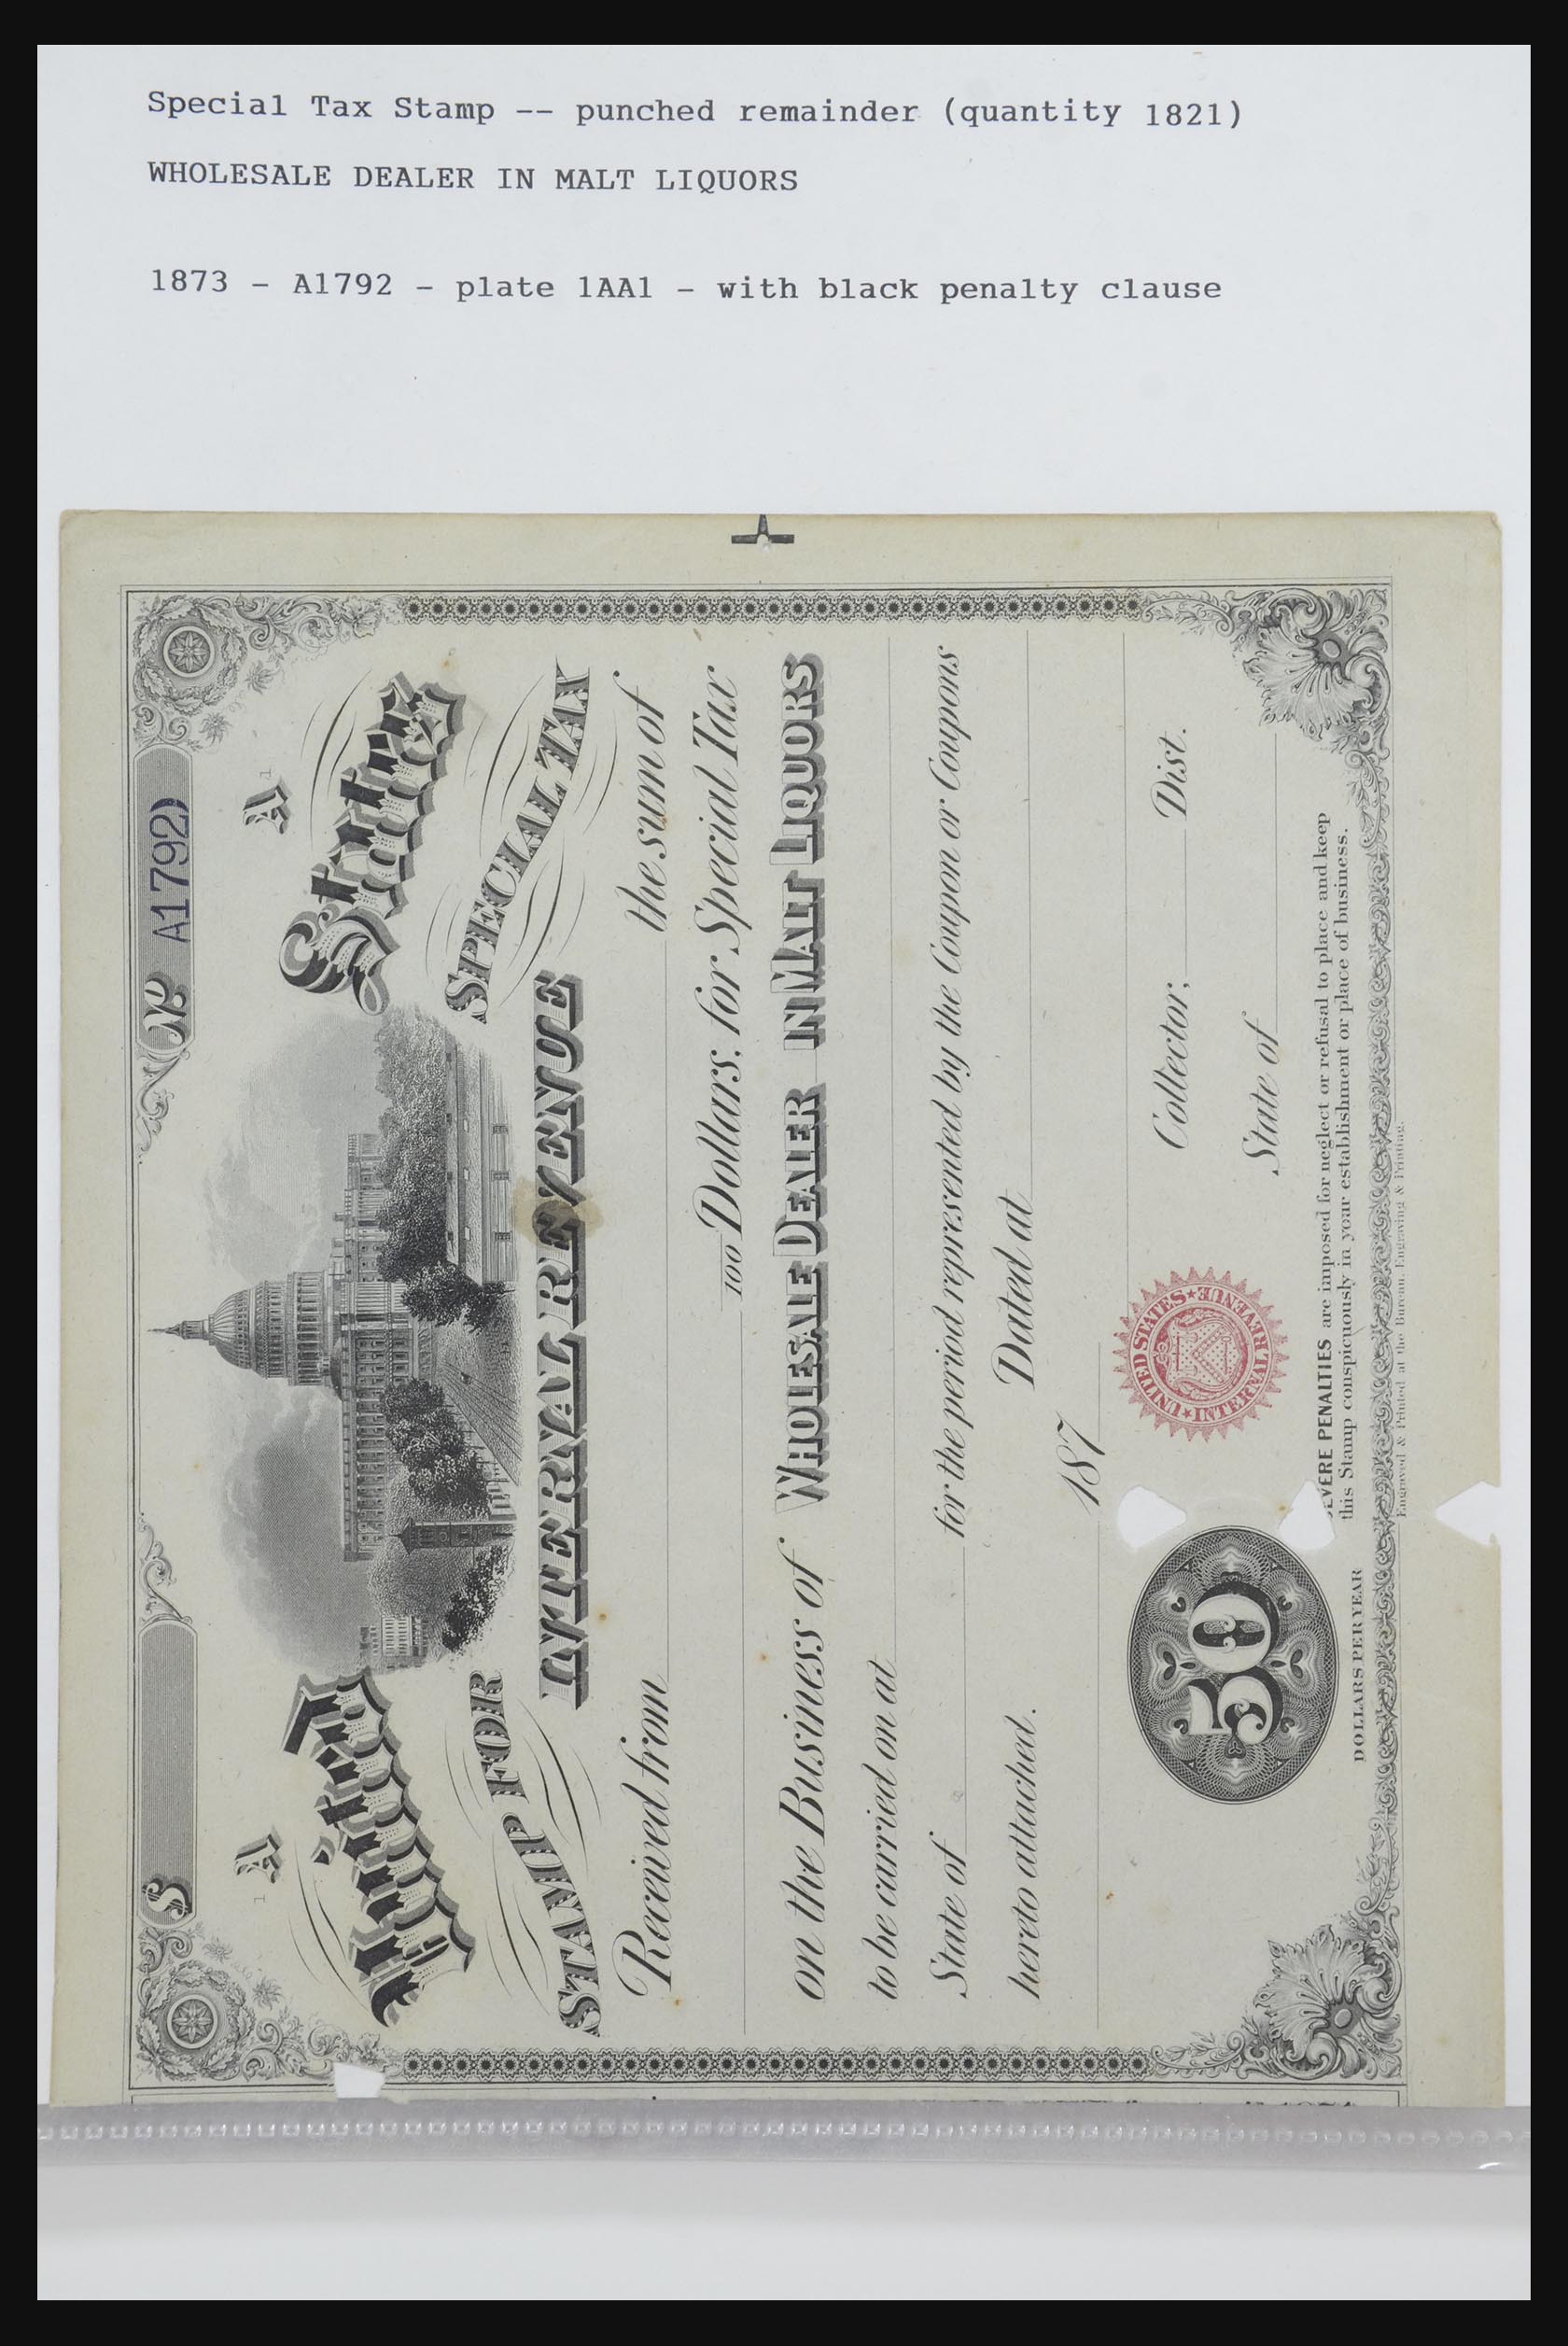 Special Tax Stamp -- punched remainder (quantity 1821)
WHOLESALE DEALER IN MALT LIQUORS
1873 - A1792 - plate 1AA1 - with black penalty clause
$
No A1792)
1 A
A 1
United States
STAMP FOR
SPECIAL TAX
INTERNAL REVENUE
Received from the sum of
100 Dollars, for Special Tax
on the Business of WHOLESALE DEALER IN MALT LIQUORS
to be carried on at
State of for the period represented by the Coupon or Coupons
hereto attached. Dated at
187
UNITED STATES
INTERNAL REVENUE
Collector, Dist.
State of
50
DOLLARS PER YEAR
EVERE PENALTIES are imposed for neglect or refusal to place and keep
this Stamp conspicuously in your establishment or place of business.
Engraved & Printed at the Bureau, Engraving & Printing.